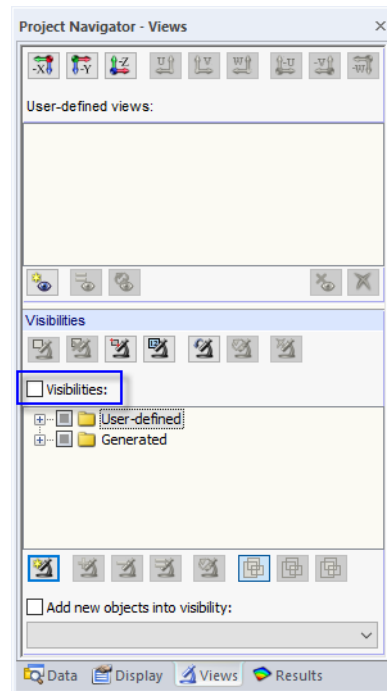 Project Navigator - Views
-X -Y -Z U V W -U -V -W
User-defined views:
Visibilities
Visibilities:
User-defined
Generated
Add new objects into visibility:
Data Display Views Results